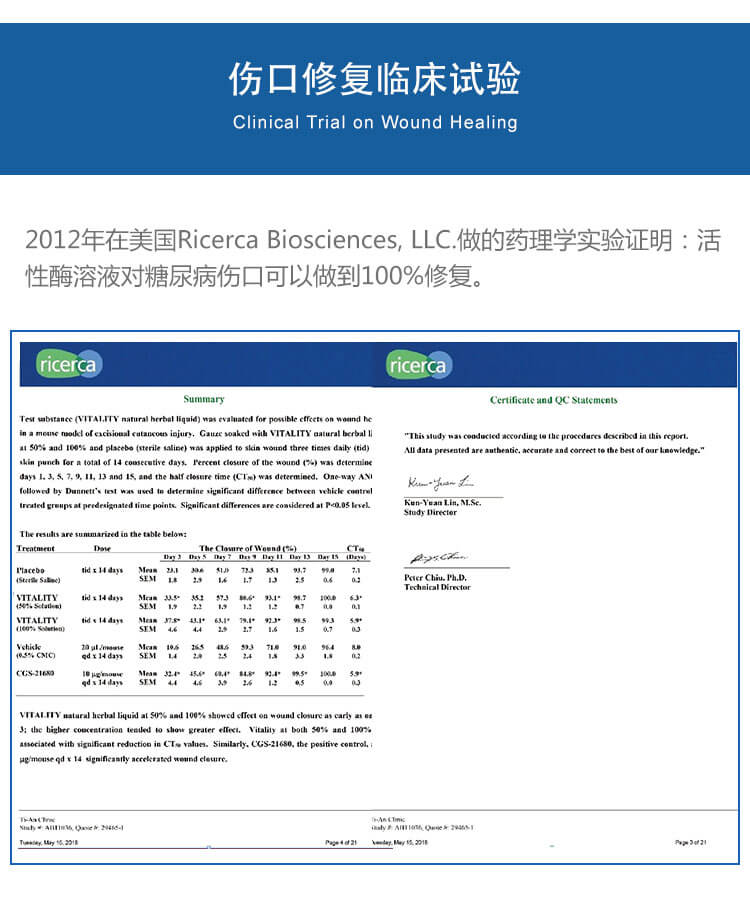 伤口修复临床试验
Clinical Trial on Wound Healing
2012年在美国Ricerca Biosciences, LLC.做的药理学实验证明：活
性酶溶液对糖尿病伤口可以做到100%修复。
ricerca
Summary
Test substance (VITALITY natural herbal liquid) was evaluated for possible effects on wound he
in a mouse model of excisional cutaneous injury. Gauze soaked with VITALITY natural herbal li
at 50% and 100% and placebo (sterile saline) was applied to skin wound three times daily (tid)
skin punch for a total of 14 consecutive days. Percent closure of the wound (%) was determine
days 1, 3, 5, 7, 9, 11, 13 and 15, and the half closure time (CT50) was determined. One-way AN
followed by Dunnett's test was used to determine significant difference between vehicle control
treated groups at predesignated time points. Significant differences are considered at P<0.05 level.
The results are summarized in the table below:
Treatment Dose The Closure of Wound (%) CT50
Day 3 Day 5 Day 7 Day 9 Day 11 Day 13 Day 15 (Days)
Placebo tid x 14 days Mean 23.1 30.6 51.0 72.3 85.1 93.7 99.0 7.1
(Sterile Saline) SEM 1.8 2.9 1.6 1.7 1.3 2.5 0.6 0.2
VITALITY tid x 14 days Mean 33.5* 35.2 57.3 80.6* 93.1* 98.7 100.0 6.3*
(50% Solution) SEM 1.9 2.2 1.9 1.2 1.2 0.7 0.0 0.1
VITALITY tid x 14 days Mean 37.8* 43.1* 63.1* 79.1* 92.3* 98.5 99.3 5.9*
(100% Solution) SEM 4.6 4.4 2.9 2.7 1.6 1.5 0.7 0.3
Vehicle 20 µL/mouse Mean 10.6 26.5 48.6 59.3 71.0 91.0 96.4 8.0
(0.5% CMC) qd x 14 days SEM 1.4 2.0 2.5 2.4 1.8 3.3 1.8 0.2
CGS-21680 10 µg/mouse Mean 32.4* 45.6* 60.4* 84.8* 92.4* 99.5* 100.0 5.9*
qd x 14 days SEM 4.4 4.6 3.9 2.6 1.2 0.5 0.0 0.3
VITALITY natural herbal liquid at 50% and 100% showed effect on wound closure as early as
3; the higher concentration tended to show greater effect. Vitality at both 50% and 100%
associated with significant reduction in CT50 values. Similarly, CGS-21680, the positive control,
µg/mouse qd x 14 significantly accelerated wound closure.
Ti-An Clinic
Study #: ABI1036, Quote #: 29465-1
Tuesday, May 15, 2018 Page 4 of 21
ricerca
Certificate and QC Statements
"This study was conducted according to the procedures described in this report.
All data presented are authentic, accurate and correct to the best of our knowledge."
Kun-Yuan Lin
Kun-Yuan Lin, M.Sc.
Study Director
Peter Chiu, Ph.D.
Technical Director
Ti-An Clinic
Study #: ABI1036, Quote #: 29465-1
Tuesday, May 15, 2018 Page 3 of 21